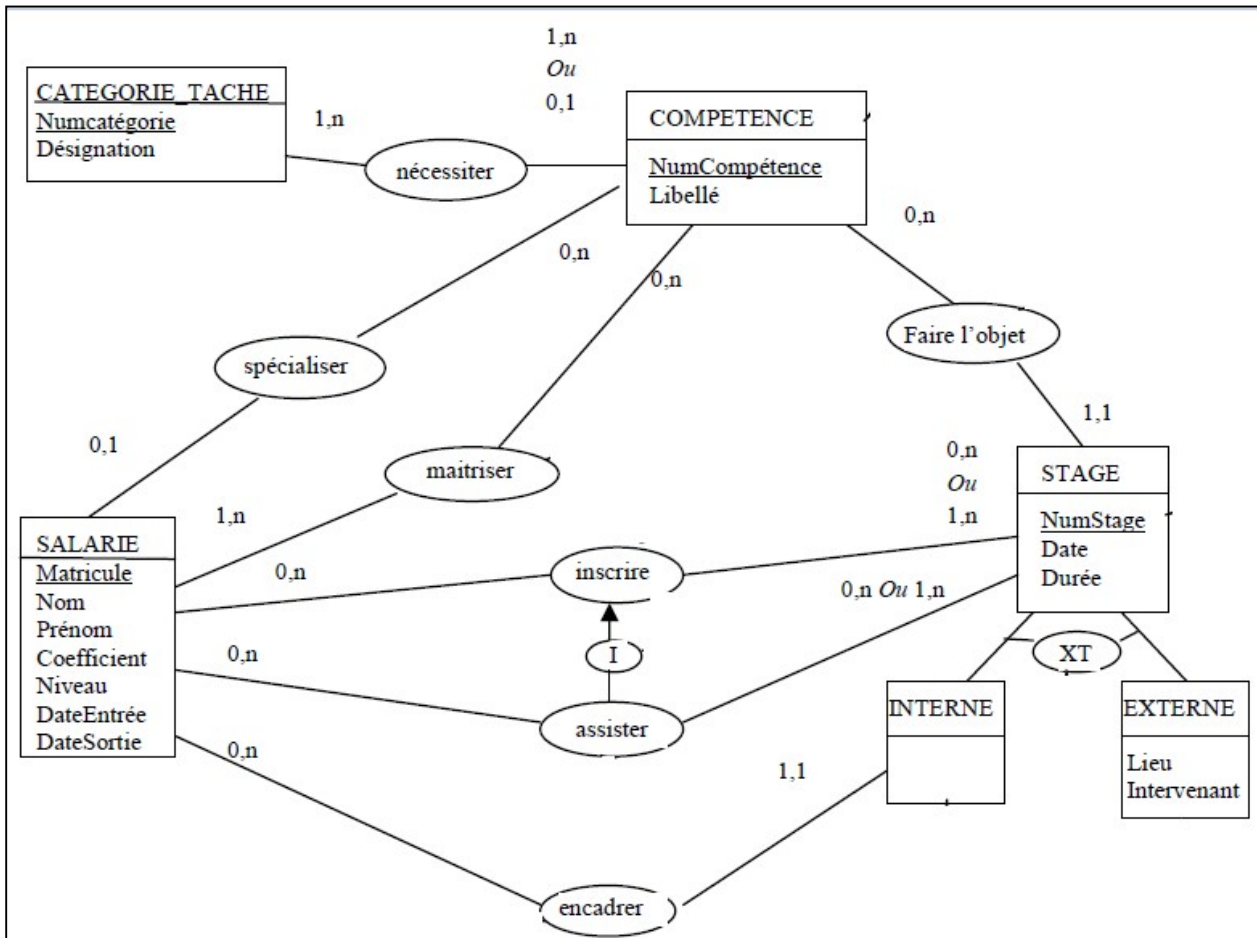 1,n
Ou
0,1
CATEGORIE_TACHE
Numcatégorie
Désignation
1,n
nécessiter
COMPETENCE
NumCompétence
Libellé
0,n
0,n
0,n
spécialiser
Faire l'objet
0,1
maitriser
1,1
0,n
Ou
1,n
STAGE
NumStage
Date
Durée
1,n
SALARIE
Matricule
Nom
Prénom
Coefficient
Niveau
DateEntrée
DateSortie
0,n
inscrire
0,n Ou 1,n
I
XT
0,n
assister
INTERNE
EXTERNE
Lieu
Intervenant
0,n
1,1
encadrer